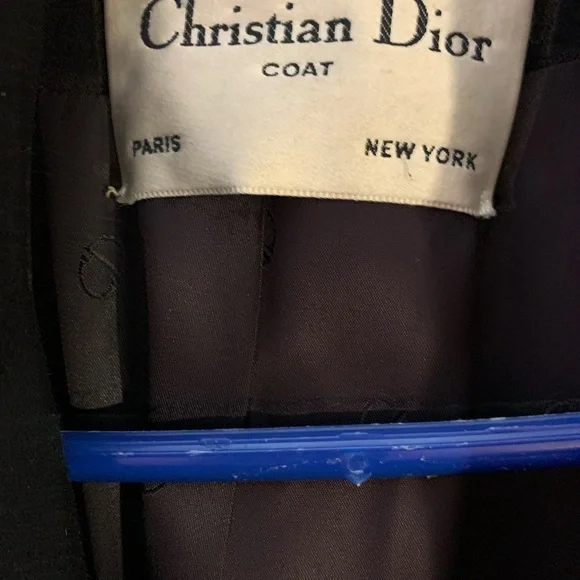 Christian Dior
COAT
PARIS
NEW YORK